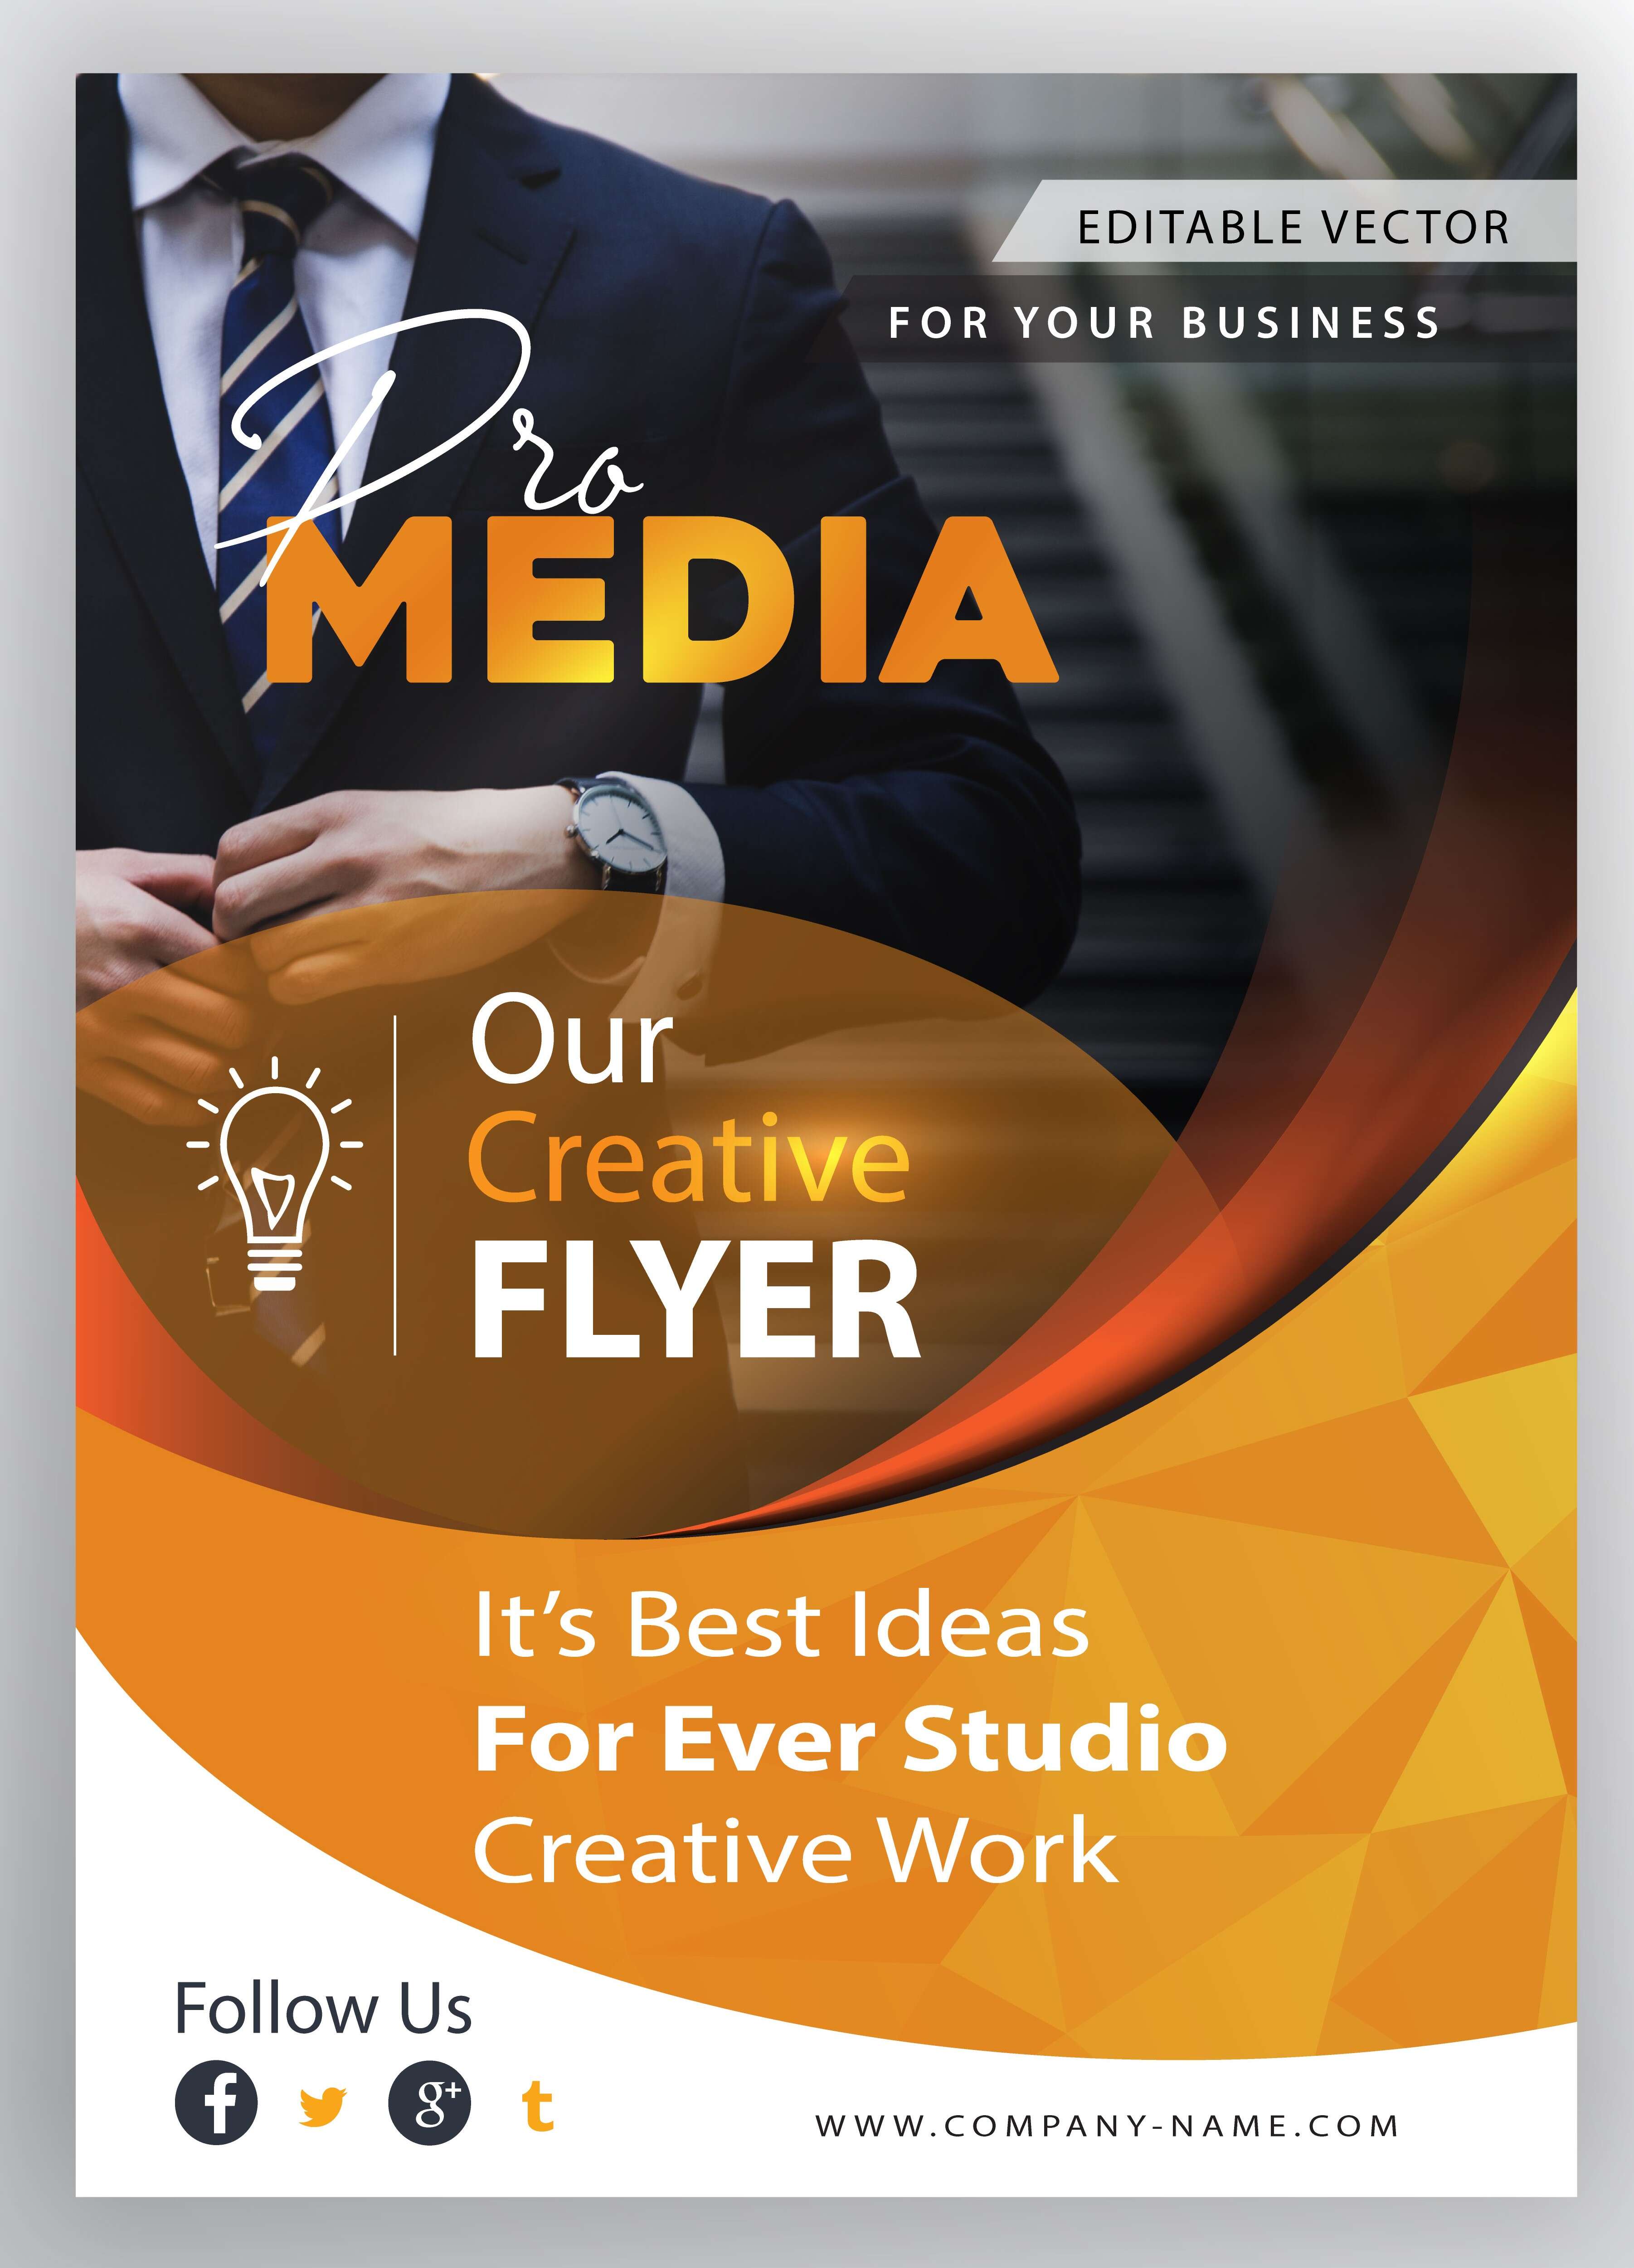 EDITABLE VECTOR
FOR YOUR BUSINESS
Pro
MEDIA
Our
Creative
FLYER
It's Best Ideas
For Ever Studio
Creative Work
Follow Us
f g+ t
WWW.COMPANY-NAME.COM